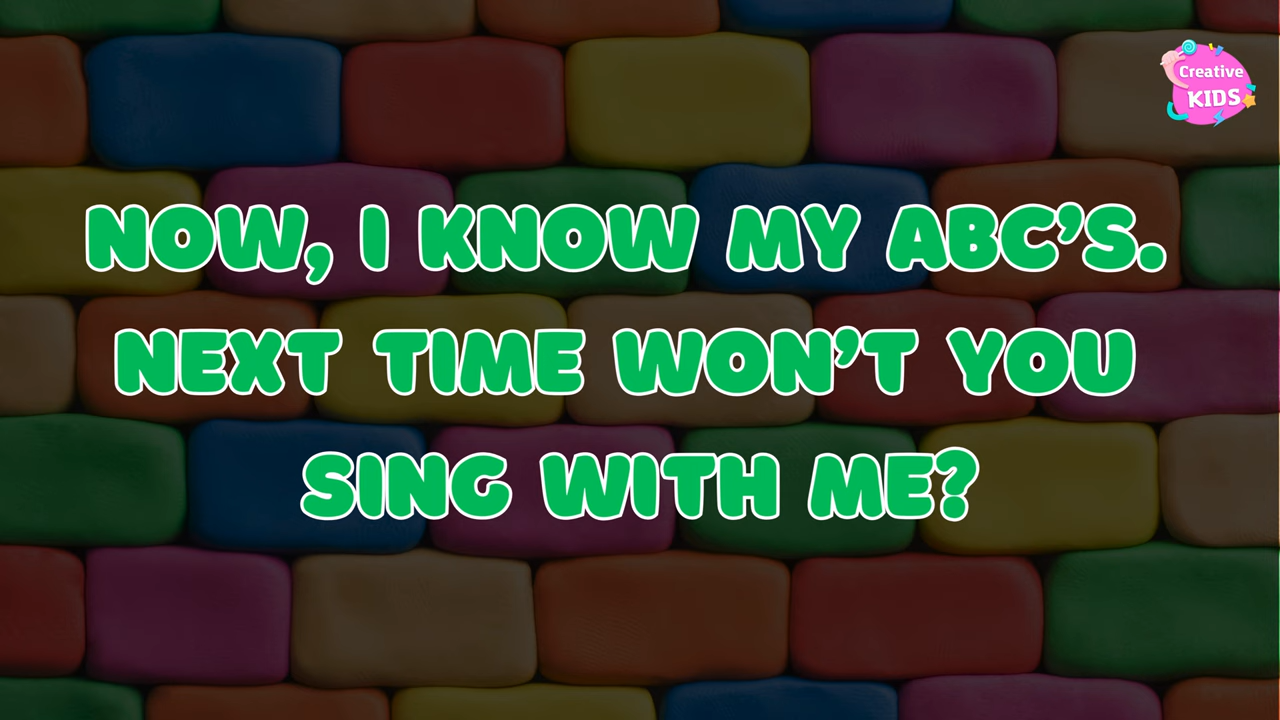 Creative
KIDS
NOW, I KNOW MY ABC’S.
NEXT TIME WON’T YOU
SING WITH ME?